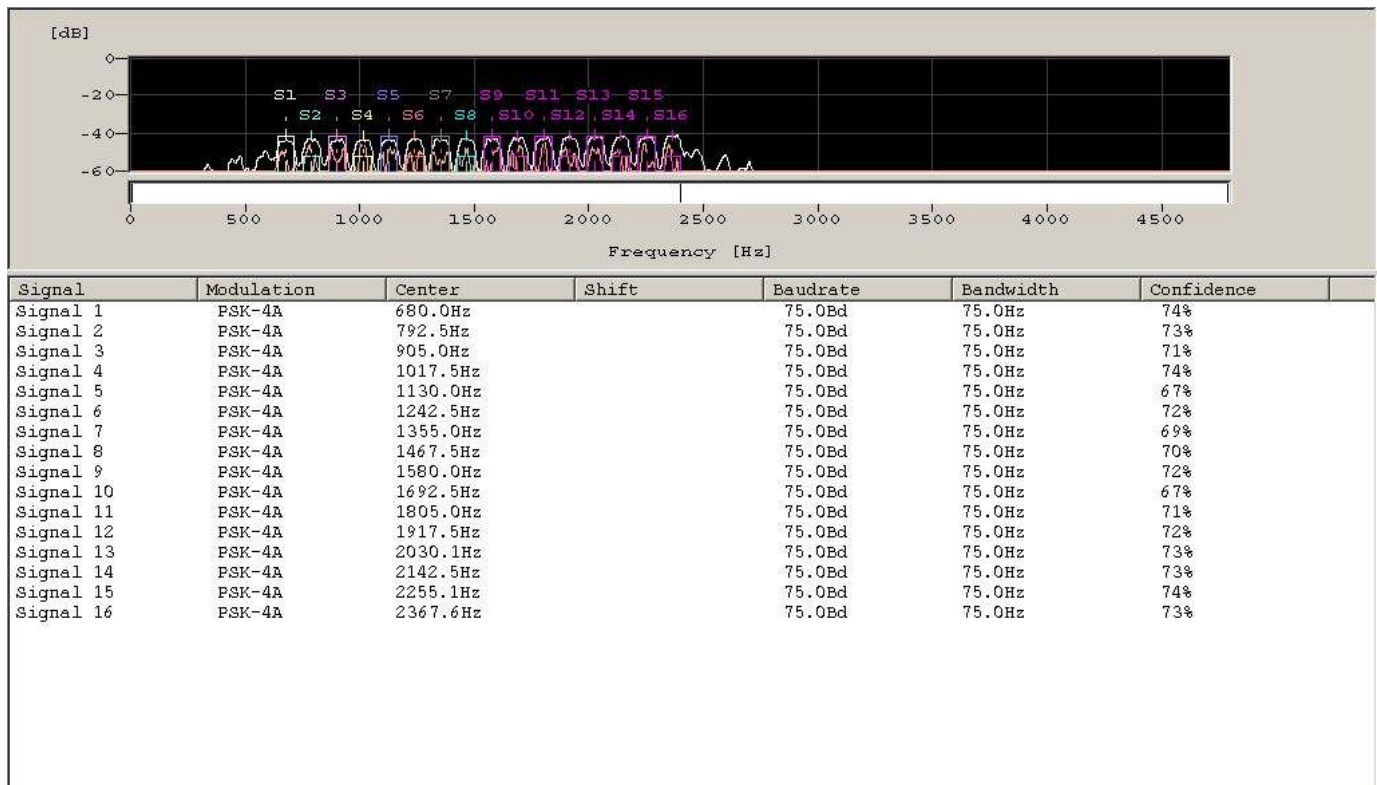 [dB]
0
-20
-40
-60
S1 S3 S5 S7 S9 S11 S13 S15
S2 S4 S6 S8 S10 S12 S14 S16
0 500 1000 1500 2000 2500 3000 3500 4000 4500
Frequency [Hz]
Signal Modulation Center Shift Baudrate Bandwidth Confidence
Signal 1 PSK-4A 680.0Hz 75.0Bd 75.0Hz 74%
Signal 2 PSK-4A 792.5Hz 75.0Bd 75.0Hz 73%
Signal 3 PSK-4A 905.0Hz 75.0Bd 75.0Hz 71%
Signal 4 PSK-4A 1017.5Hz 75.0Bd 75.0Hz 74%
Signal 5 PSK-4A 1130.0Hz 75.0Bd 75.0Hz 67%
Signal 6 PSK-4A 1242.5Hz 75.0Bd 75.0Hz 72%
Signal 7 PSK-4A 1355.0Hz 75.0Bd 75.0Hz 69%
Signal 8 PSK-4A 1467.5Hz 75.0Bd 75.0Hz 70%
Signal 9 PSK-4A 1580.0Hz 75.0Bd 75.0Hz 72%
Signal 10 PSK-4A 1692.5Hz 75.0Bd 75.0Hz 67%
Signal 11 PSK-4A 1805.0Hz 75.0Bd 75.0Hz 71%
Signal 12 PSK-4A 1917.5Hz 75.0Bd 75.0Hz 72%
Signal 13 PSK-4A 2030.1Hz 75.0Bd 75.0Hz 73%
Signal 14 PSK-4A 2142.5Hz 75.0Bd 75.0Hz 73%
Signal 15 PSK-4A 2255.1Hz 75.0Bd 75.0Hz 74%
Signal 16 PSK-4A 2367.6Hz 75.0Bd 75.0Hz 73%